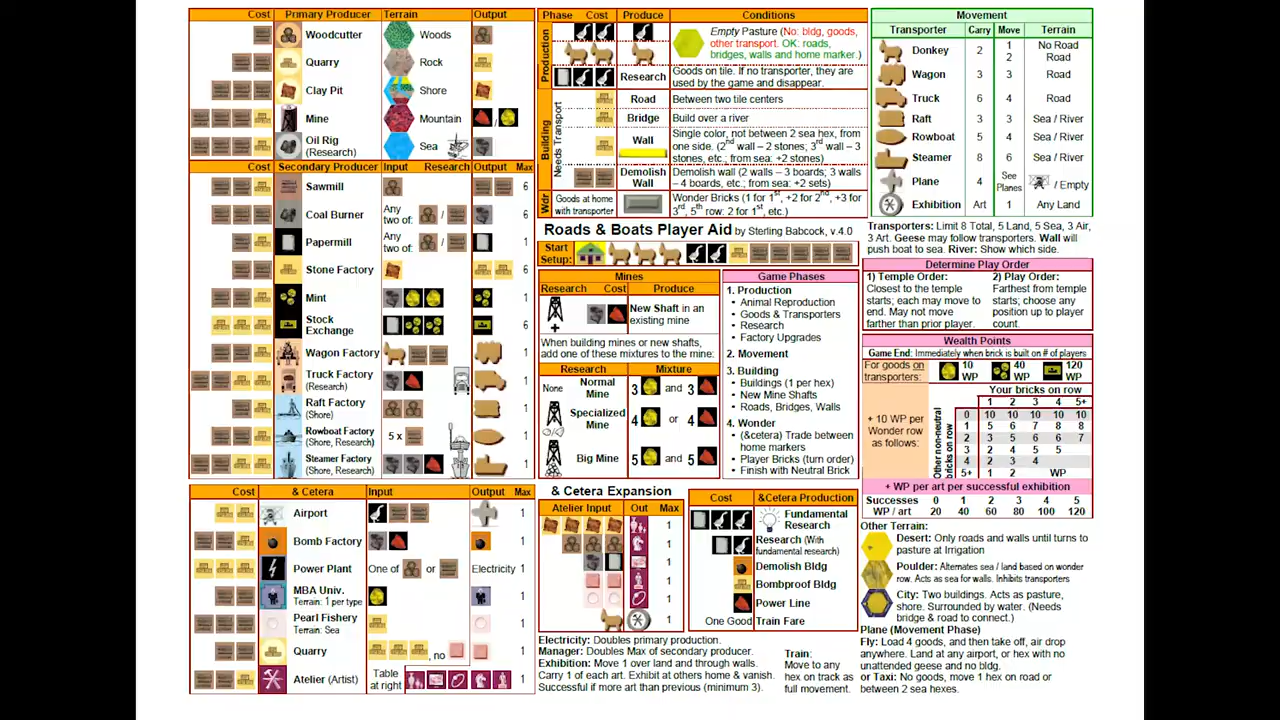 Cost Primary Producer Terrain Output
Woodcutter Woods
Quarry Rock
Clay Pit Shore
Mine Mountain /
Oil Rig
(Research) Sea
Cost Secondary Producer Input Research Output Max
Sawmill 6
Coal Burner Any
two of: / 6
Papermill Any
two of: / 1
Stone Factory 6
Mint 1
Stock
Exchange 6
Wagon Factory 1
Truck Factory
(Research) 1
Raft Factory
(Shore) 1
Rowboat Factory
(Shore, Research) 5 x 1
Steamer Factory
(Shore, Research) 1
Cost & Cetera Input Output Max
Airport 1
Bomb Factory 1
Power Plant One of or Electricity 1
MBA Univ.
Terrain: 1 per type 1
Pearl Fishery
Terrain: Sea 1
Quarry , no 1
Atelier (Artist) Table
at right 1
Phase Cost Produce Conditions
Production
Empty Pasture (No: bldg, goods,
other transport. OK: roads,
bridges, walls and home marker.)
Research Goods on tile. If no transporter, they are
used by the game and disappear.
Building
Needs Transport
Road Between two tile centers
Bridge Build over a river
Wall Single color, not between 2 sea hex, from
one side. (2nd wall – 2 stones; 3rd wall – 3
stones, etc.; from sea: +2 stones)
Demolish
Wall Demolish wall (2 walls – 3 boards; 3 walls
– 4 boards, etc.; from sea: +2 sets)
Wdr Goods at home
with transporter Wonder Bricks (1 for 1st, +2 for 2nd, +3 for
3rd, 5th row: 2 for 1st, etc.)
Roads & Boats Player Aid by Sterling Babcock, v.4.0
Start
Setup:
Mines
Research Cost Produce
+ New Shaft in an
existing mine
When building mines or new shafts,
add one of these mixtures to the mine:
Research Mixture
None Normal
Mine 3 and 3
Specialized
Mine 4 or 4
Big Mine 5 and 5
Game Phases
1. Production
• Animal Reproduction
• Goods & Transporters
• Research
• Factory Upgrades
2. Movement
3. Building
• Buildings (1 per hex)
• New Mine Shafts
• Roads, Bridges, Walls
4. Wonder
• (&cetera) Trade between
home markers
• Player Bricks (turn order)
• Finish with Neutral Brick
& Cetera Expansion
Atelier Input Out Max
1
1
1
1
1
1
Cost &Cetera Production
Fundamental
Research
Research (With
fundamental research)
Demolish Bldg
Bombproof Bldg
Power Line
One Good Train Fare
Electricity: Doubles primary production.
Manager: Doubles Max of secondary producer.
Exhibition: Move 1 over land and through walls.
Carry 1 of each art. Exhibit at others home & vanish.
Successful if more art than previous (minimum 3).
Train:
Move to any
hex on track as
full movement.
Movement
Transporter Carry Move Terrain
Donkey 2 1 No Road
2 Road
Wagon 3 3 Road
Truck 6 4 Road
Raft 3 3 Sea / River
Rowboat 5 4 Sea / River
Steamer 8 6 Sea / River
Plane 4 See
Planes / Empty
Exhibition Art 1 Any Land
Transporters: Limit 8 Total, 5 Land, 5 Sea, 3 Air,
3 Art. Geese may follow transporters. Wall will
push boat to sea. River: Show which side.
Determine Play Order
1) Temple Order:
Closest to the temple
starts; each may move to
end. May not move
farther than prior player.
2) Play Order:
Farthest from temple
starts; choose any
position up to player
count.
Wealth Points
Game End: Immediately when brick is built on # of players
For goods on
transporters: 10
WP 40
WP 120
WP
+ 10 WP per
Wonder row
as follows:
Other non-neutral
bricks on row
Your bricks on row
1 2 3 4 5+
0 10 10 10 10 10
1 5 6 7 8 8
2 3 5 6 6 7
3 2 4 5 5
4 2 3 4
5+ 1 2 WP
+ WP per art per successful exhibition
Successes 0 1 2 3 4 5
WP / art 20 40 60 80 100 120
Other Terrain:
Desert: Only roads and walls until turns to
pasture at Irrigation
Poulder: Alternates sea / land based on wonder
row. Acts as sea for walls. Inhibits transporters
City: Two buildings. Acts as pasture,
shore. Surrounded by water. (Needs
bridge & road to connect.)
Plane (Movement Phase)
Fly: Load 4 goods, and then take off, air drop
anywhere. Land at any airport, or hex with no
unattended geese and no bldg.
or Taxi: No goods, move 1 hex on road or
between 2 sea hexes.